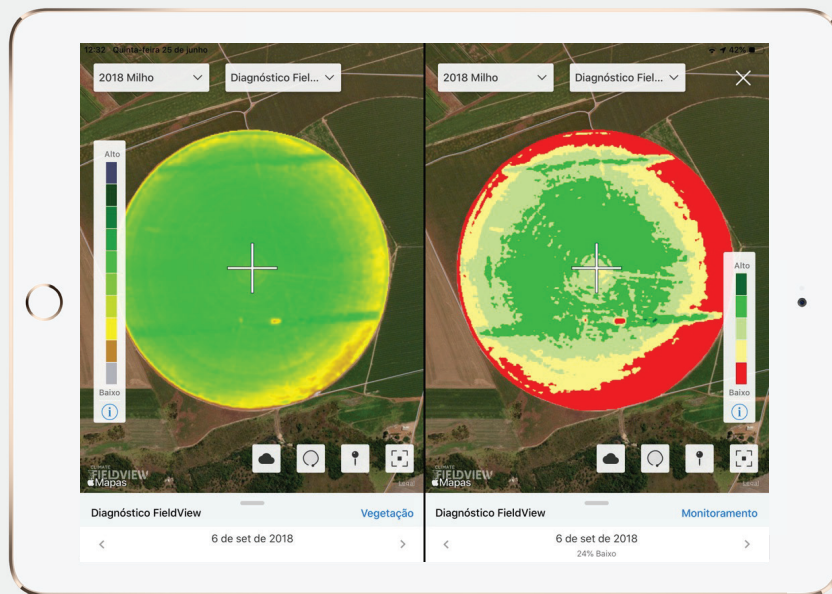 12:32 Quinta-feira 25 de junho
42%
2018 Milho
Diagnóstico Fiel...
2018 Milho
Diagnóstico Fiel...
Alto
Baixo
Alto
Baixo
CLIMATE
FIELDVIEW
Mapas
Legal
CLIMATE
FIELDVIEW
Mapas
Legal
Diagnóstico FieldView
Vegetação
Diagnóstico FieldView
Monitoramento
6 de set de 2018
6 de set de 2018
24% Baixo